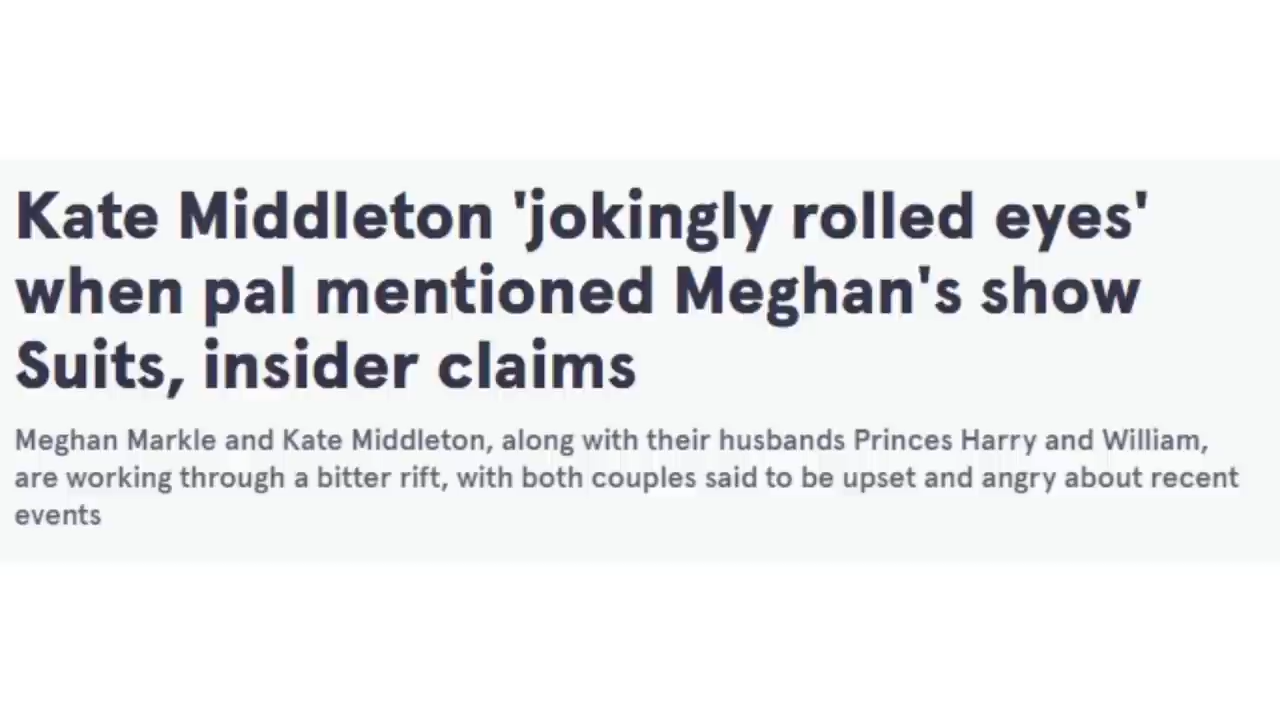 Kate Middleton 'jokingly rolled eyes'
when pal mentioned Meghan's show
Suits, insider claims
Meghan Markle and Kate Middleton, along with their husbands Princes Harry and William,
are working through a bitter rift, with both couples said to be upset and angry about recent
events